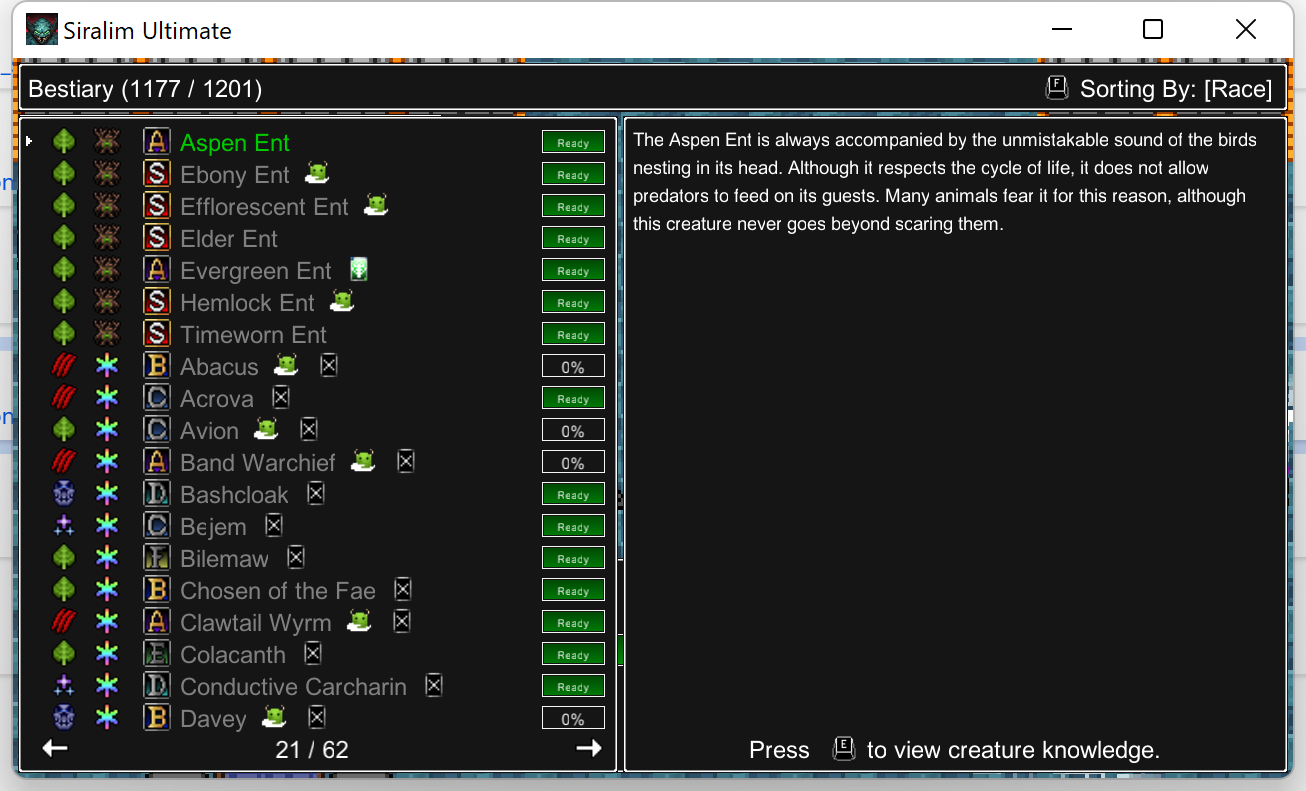 Siralim Ultimate
Bestiary (1177 / 1201)
F Sorting By: [Race]
A Aspen Ent Ready
S Ebony Ent Ready
S Efflorescent Ent Ready
S Elder Ent Ready
A Evergreen Ent Ready
S Hemlock Ent Ready
S Timeworn Ent Ready
B Abacus 0%
C Acrova Ready
C Avion 0%
A Band Warchief 0%
D Bashcloak Ready
C Bejem Ready
F Bilemaw Ready
B Chosen of the Fae Ready
A Clawtail Wyrm Ready
E Colacanth Ready
D Conductive Carcharin Ready
B Davey 0%
21 / 62
The Aspen Ent is always accompanied by the unmistakable sound of the birds
nesting in its head. Although it respects the cycle of life, it does not allow
predators to feed on its guests. Many animals fear it for this reason, although
this creature never goes beyond scaring them.
Press E to view creature knowledge.